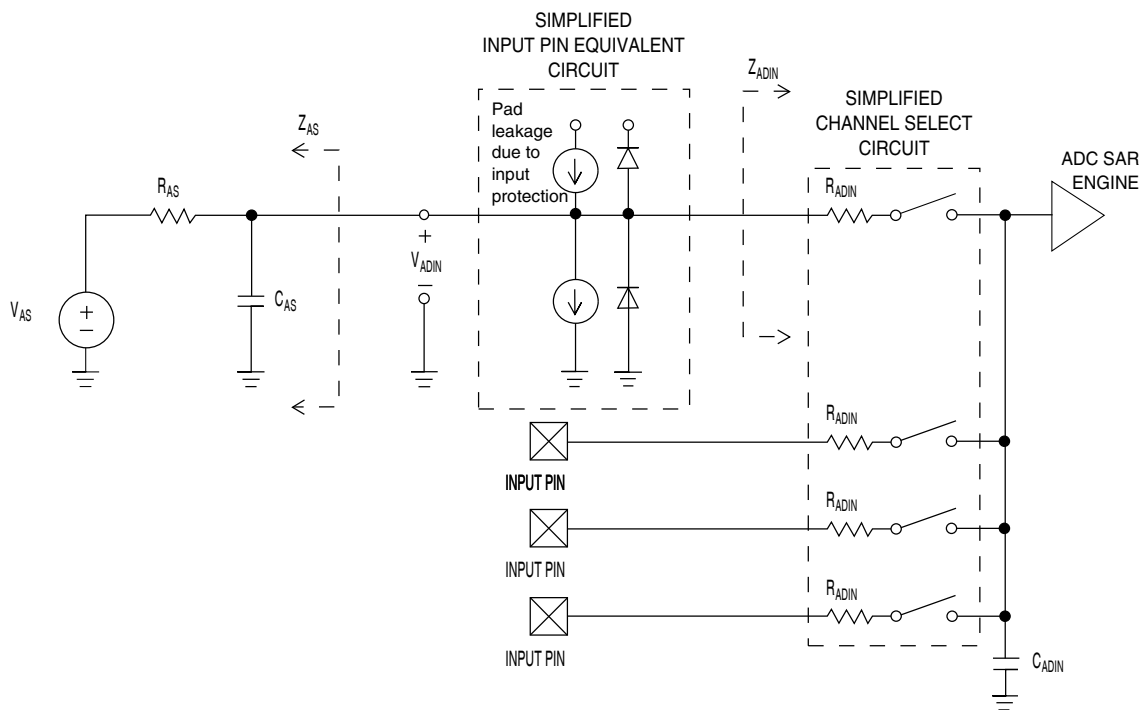 SIMPLIFIED
INPUT PIN EQUIVALENT
CIRCUIT
Pad
leakage
due to
input
protection
Z_ADIN
SIMPLIFIED
CHANNEL SELECT
CIRCUIT
ADC SAR
ENGINE
Z_AS
R_AS
R_ADIN
+
V_ADIN
–
C_AS
V_AS
+
–
R_ADIN
INPUT PIN
R_ADIN
INPUT PIN
R_ADIN
INPUT PIN
C_ADIN